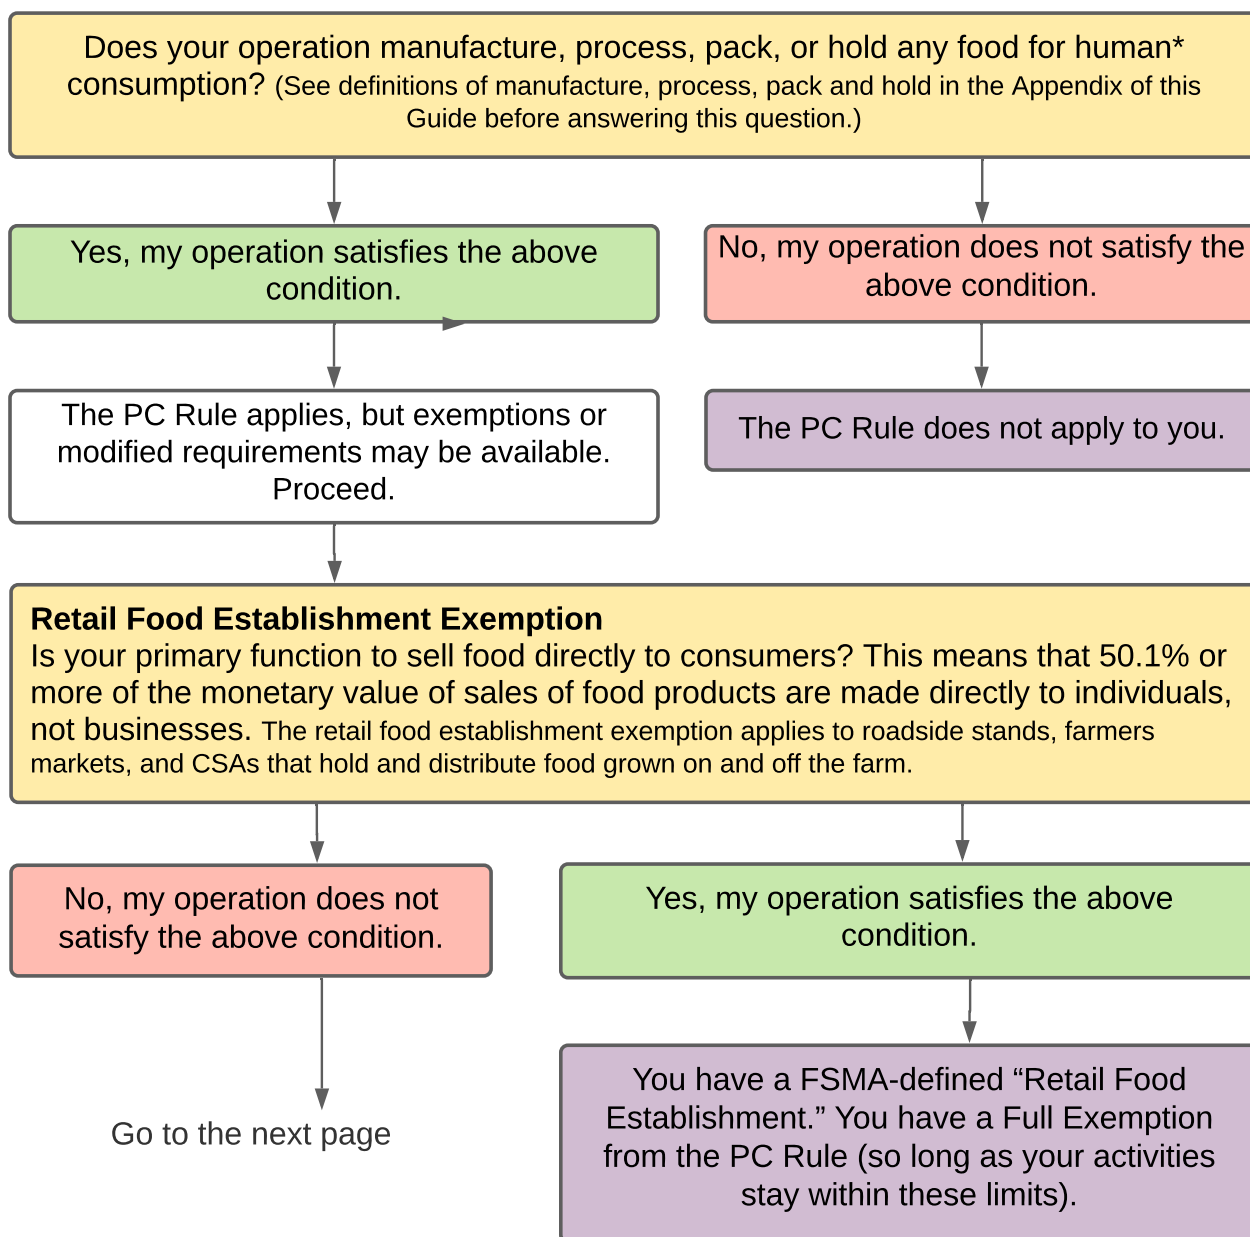 Does your operation manufacture, process, pack, or hold any food for human*
consumption? (See definitions of manufacture, process, pack and hold in the Appendix of this
Guide before answering this question.)
Yes, my operation satisfies the above
condition.
No, my operation does not satisfy the
above condition.
The PC Rule applies, but exemptions or
modified requirements may be available.
Proceed.
The PC Rule does not apply to you.
Retail Food Establishment Exemption
Is your primary function to sell food directly to consumers? This means that 50.1% or
more of the monetary value of sales of food products are made directly to individuals,
not businesses. The retail food establishment exemption applies to roadside stands, farmers
markets, and CSAs that hold and distribute food grown on and off the farm.
No, my operation does not
satisfy the above condition.
Yes, my operation satisfies the above
condition.
Go to the next page
You have a FSMA-defined “Retail Food
Establishment.” You have a Full Exemption
from the PC Rule (so long as your activities
stay within these limits).